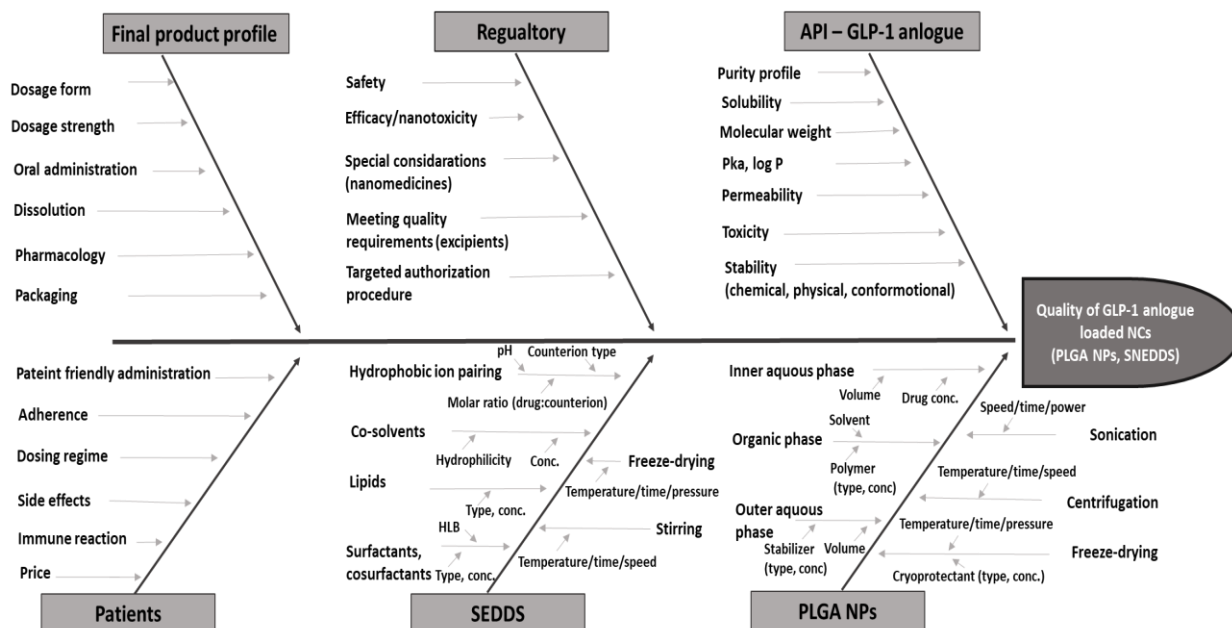 Final product profile
Dosage form
Dosage strength
Oral administration
Dissolution
Pharmacology
Packaging
Regualtory
Safety
Efficacy/nanotoxicity
Special considarations
(nanomedicines)
Meeting quality
requirements (excipients)
Targeted authorization
procedure
API – GLP-1 anlogue
Purity profile
Solubility
Molecular weight
Pka, log P
Permeability
Toxicity
Stability
(chemical, physical, conformotional)
Quality of GLP-1 anlogue
loaded NCs
(PLGA NPs, SNEDDS)
Pateint friendly administration
Adherence
Dosing regime
Side effects
Immune reaction
Price
Patients
pH
Counterion type
Hydrophobic ion pairing
Molar ratio (drug:counterion)
Co-solvents
Hydrophilicity
Conc.
Freeze-drying
Temperature/time/pressure
Lipids
Type, conc.
HLB
Stirring
Temperature/time/speed
Surfactants,
cosurfactants
Type, conc.
SEDDS
Inner aquous phase
Volume
Drug conc.
Speed/time/power
Sonication
Solvent
Organic phase
Polymer
(type, conc)
Temperature/time/speed
Centrifugation
Outer aquous
phase
Stabilizer
(type, conc)
Volume
Temperature/time/pressure
Freeze-drying
Cryoprotectant (type, conc.)
PLGA NPs